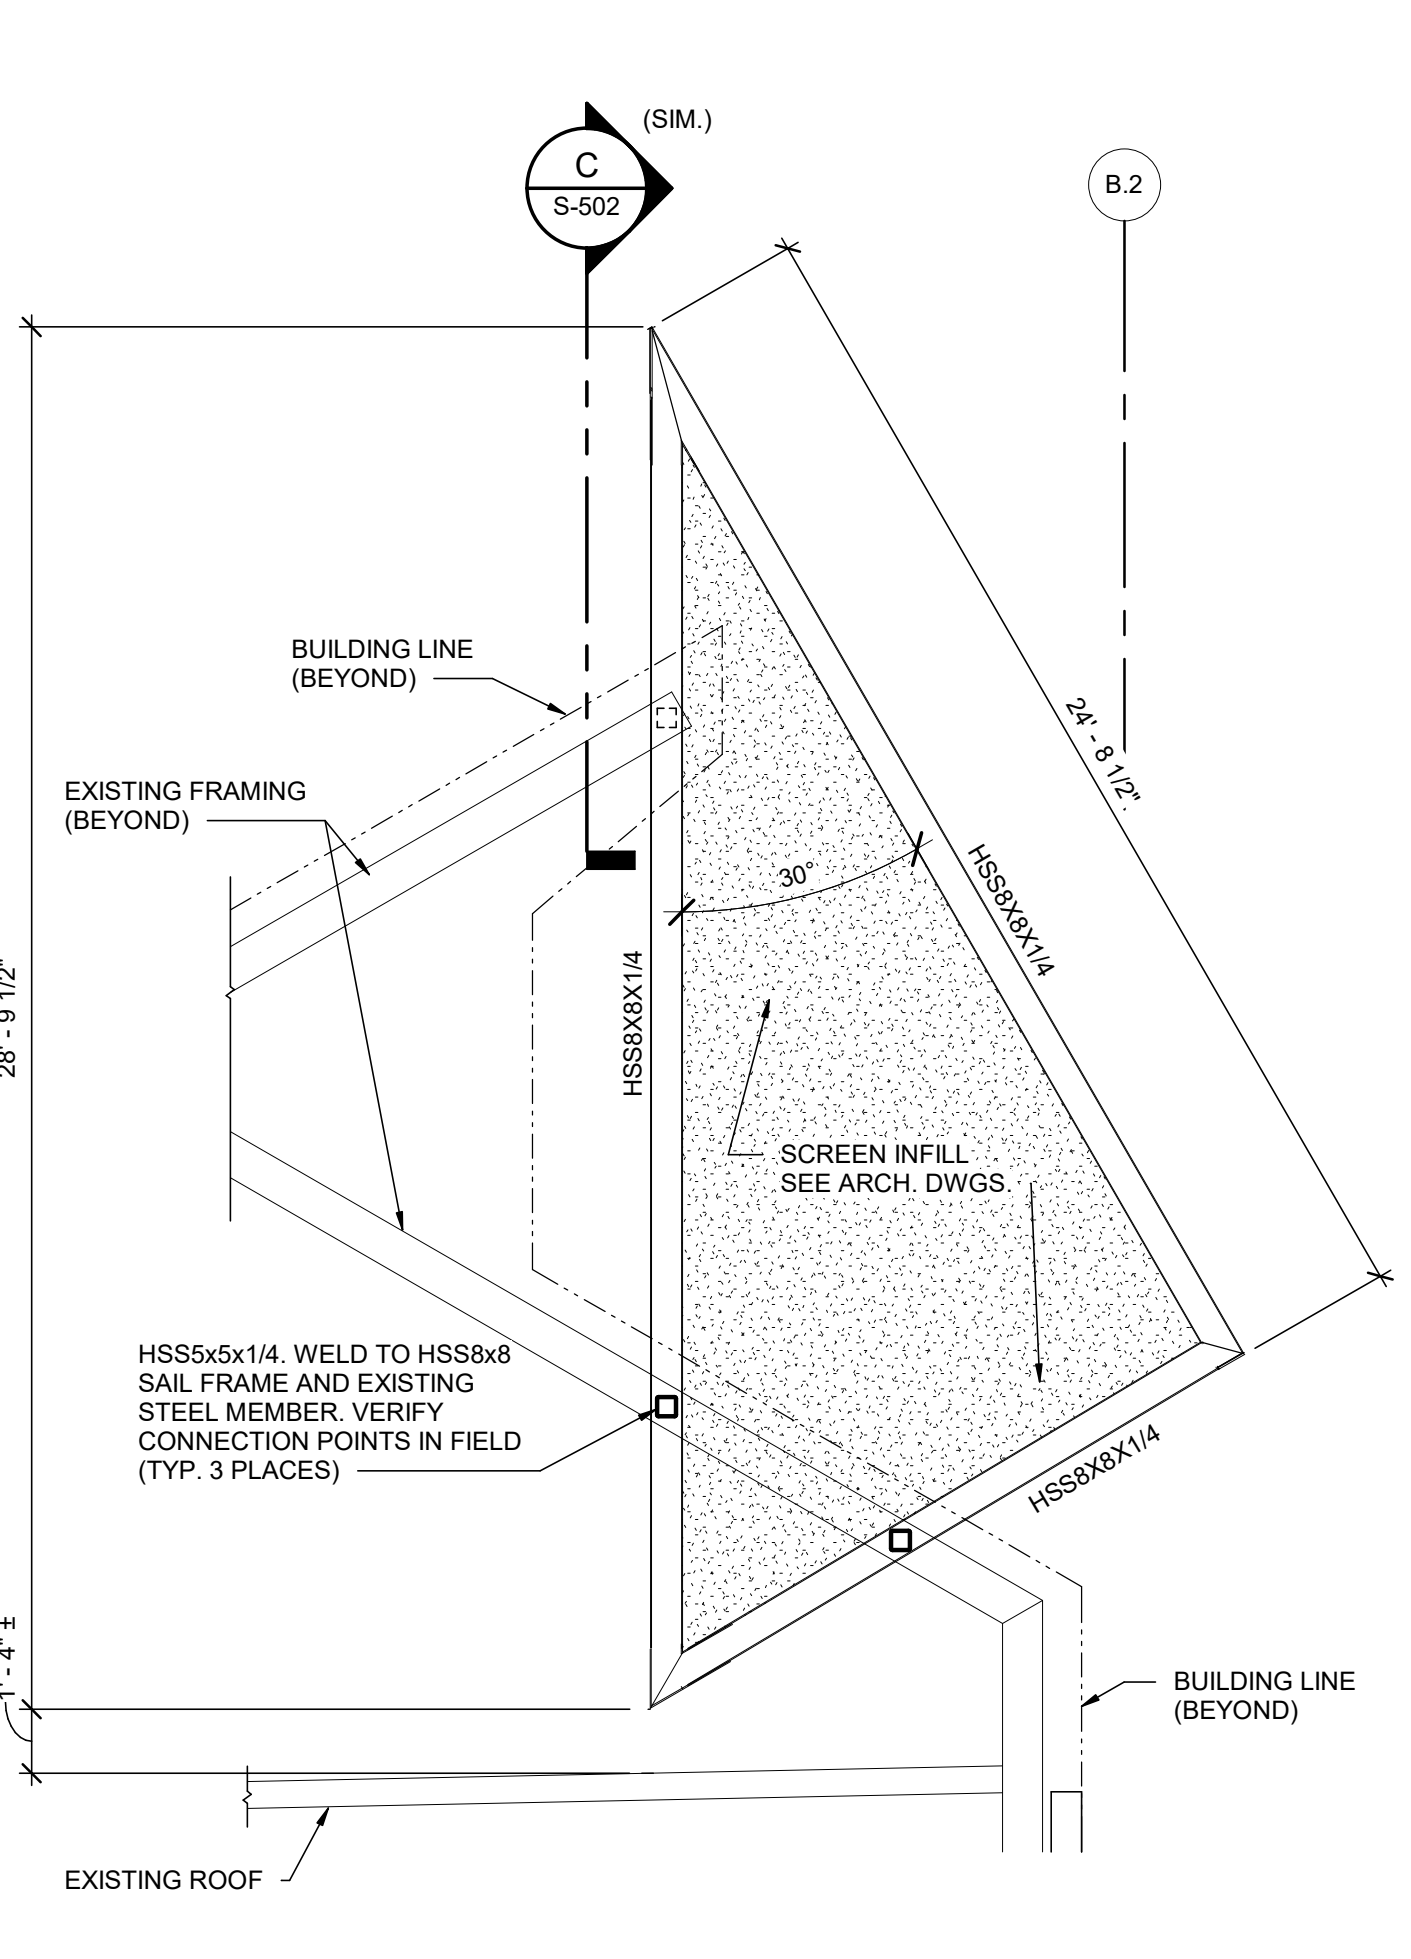 (SIM.)
C
S-502
B.2
BUILDING LINE
(BEYOND)
24' - 8 1/2"
EXISTING FRAMING
(BEYOND)
30°
HSS8X8X1/4
HSS8X8X1/4
28' - 9 1/2"
SCREEN INFILL
SEE ARCH. DWGS.
HSS5x5x1/4. WELD TO HSS8x8
SAIL FRAME AND EXISTING
STEEL MEMBER. VERIFY
CONNECTION POINTS IN FIELD
(TYP. 3 PLACES)
HSS8X8X1/4
1' - 4" ±
BUILDING LINE
(BEYOND)
EXISTING ROOF